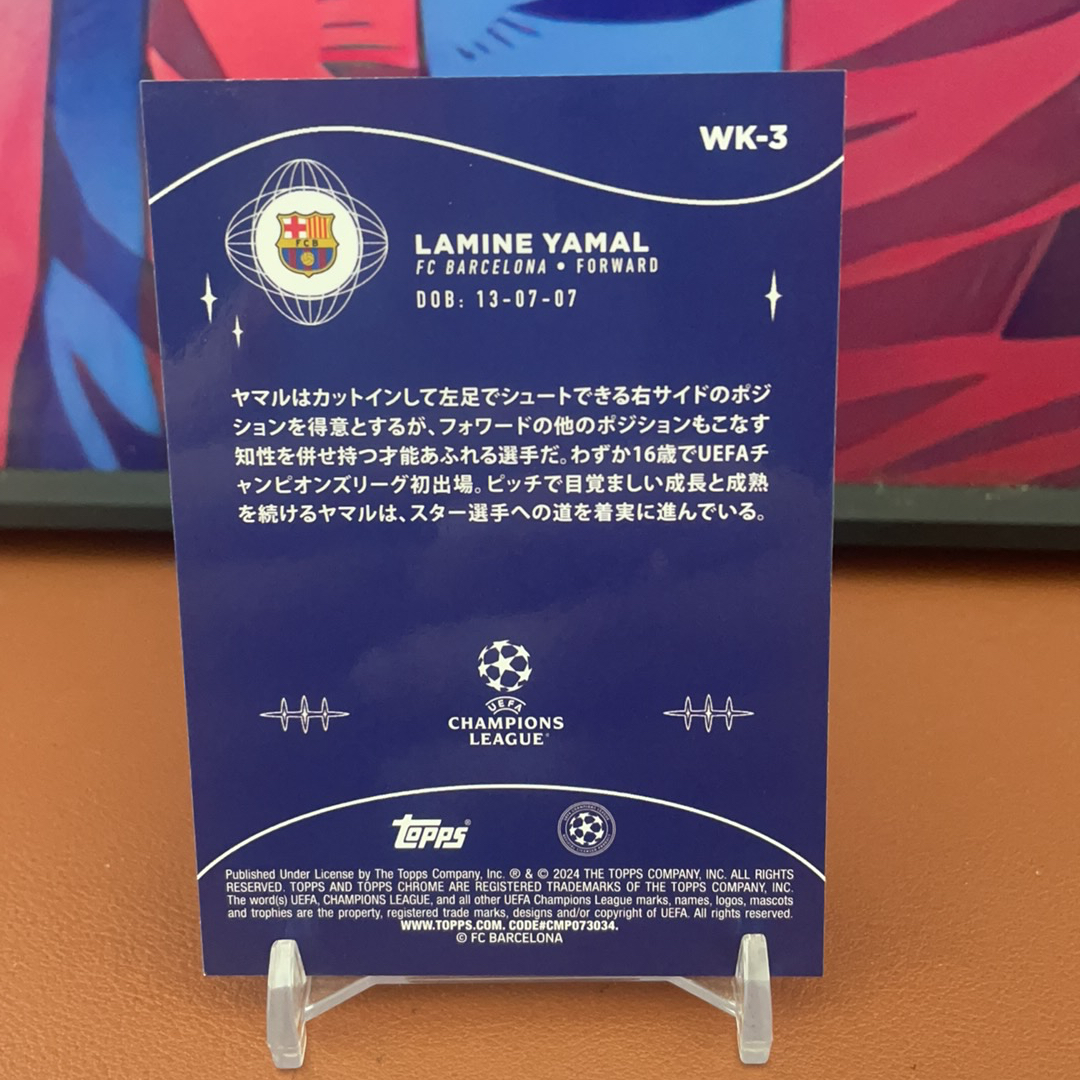 WK-3
FCB
LAMINE YAMAL
FC BARCELONA • FORWARD
DOB: 13-07-07
ヤマルはカットインして左足でシュートできる右サイドのポジ
ションを得意とするが、フォワードの他のポジションもこなす
知性を併せ持つ才能あふれる選手だ。わずか16歳でUEFAチ
ャンピオンズリーグ初出場。ピッチで目覚ましい成長と成熟
を続けるヤマルは、スター選手への道を着実に進んでいる。
UEFA
CHAMPIONS
LEAGUE®
Topps®
Published Under License by The Topps Company, Inc. ® & © 2024 THE TOPPS COMPANY, INC. ALL RIGHTS
RESERVED. TOPPS AND TOPPS CHROME ARE REGISTERED TRADEMARKS OF THE TOPPS COMPANY, INC.
The word(s) UEFA, CHAMPIONS LEAGUE, and all other UEFA Champions League marks, names, logos, mascots
and trophies are the property, registered trade marks, designs and/or copyright of UEFA. All rights reserved.
WWW.TOPPS.COM. CODE#CMP073034.
© FC BARCELONA